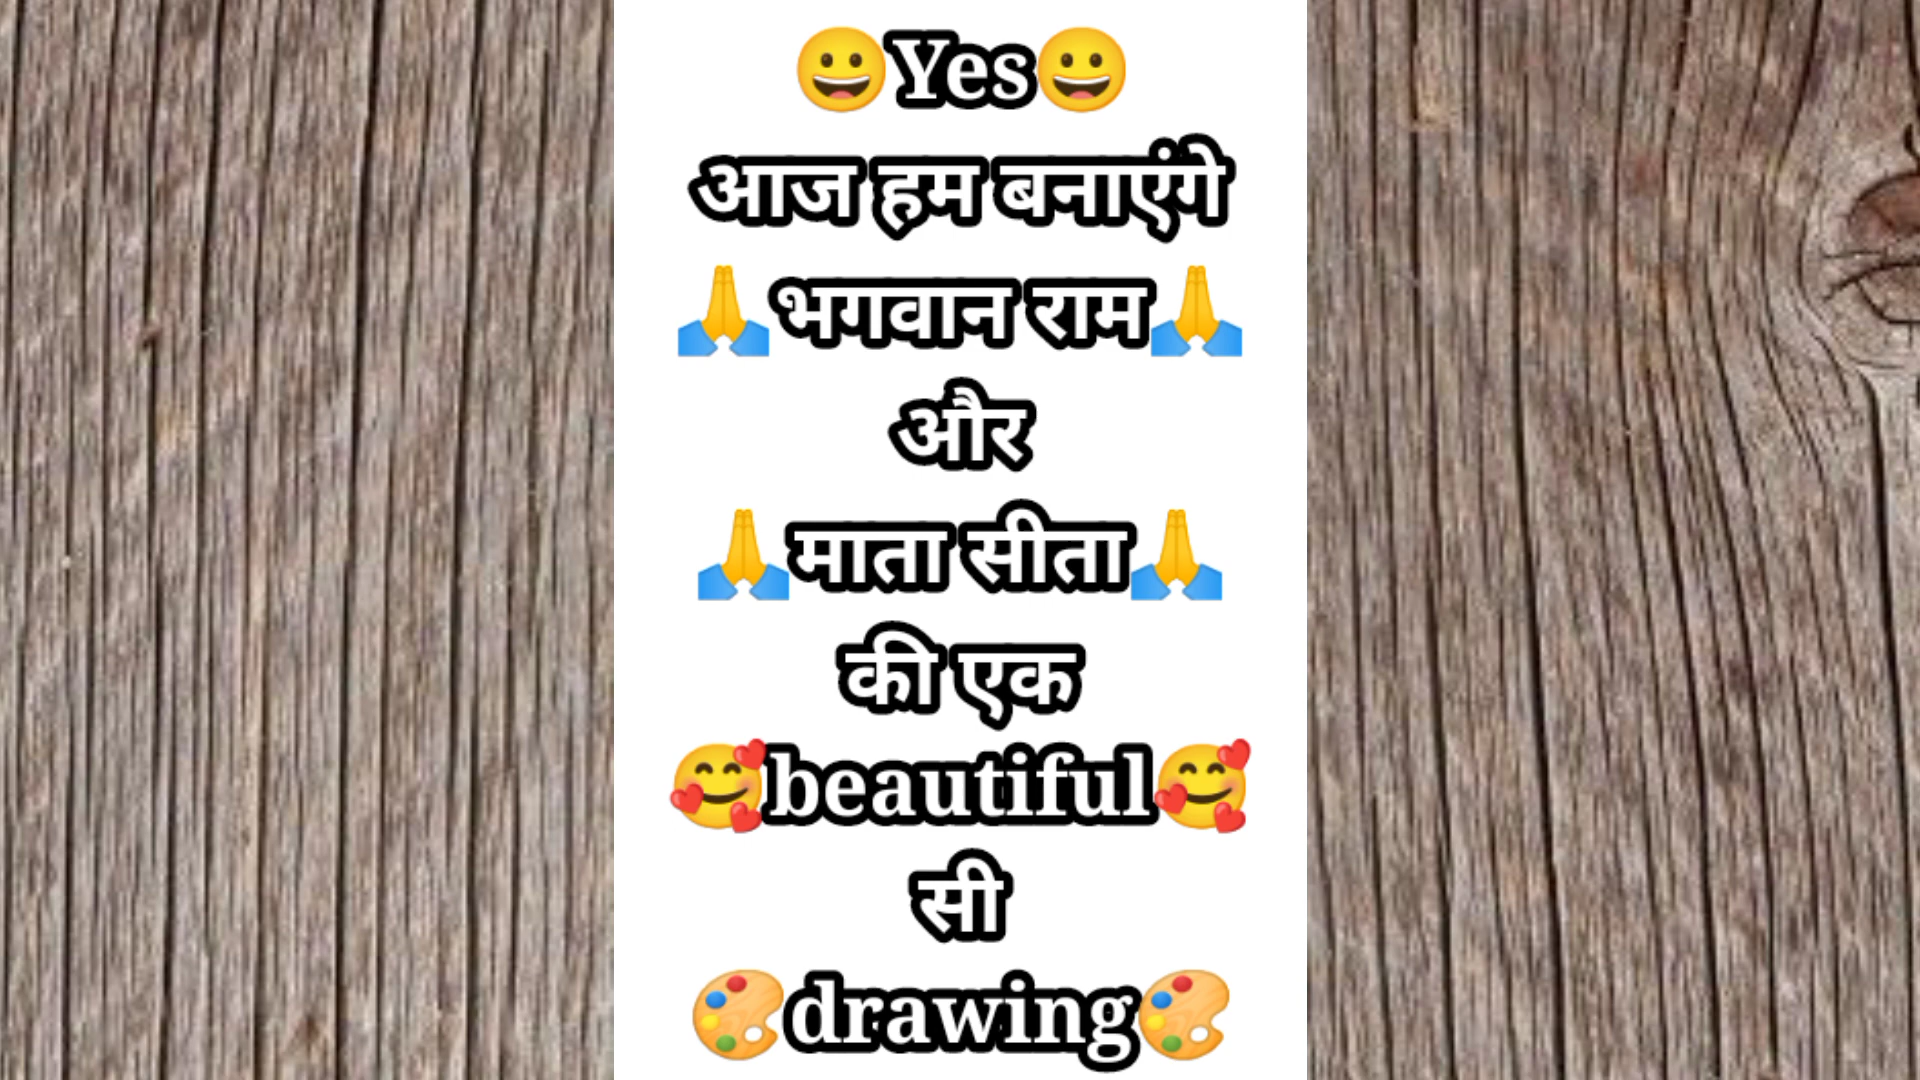 😀Yes😀
आज हम बनाएंगे
🙏भगवान राम🙏
और
🙏माता सीता🙏
की एक
🥰beautiful🥰
सी
🎨drawing🎨